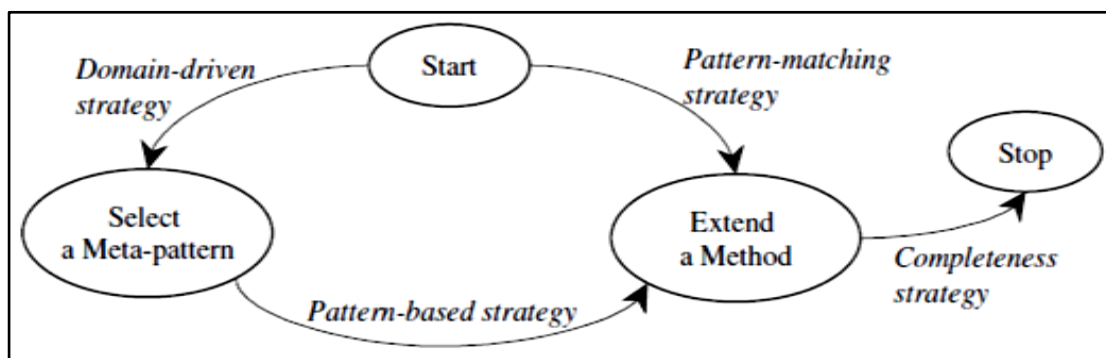 Start
Domain-driven
strategy
Pattern-matching
strategy
Stop
Select
a Meta-pattern
Extend
a Method
Completeness
strategy
Pattern-based strategy